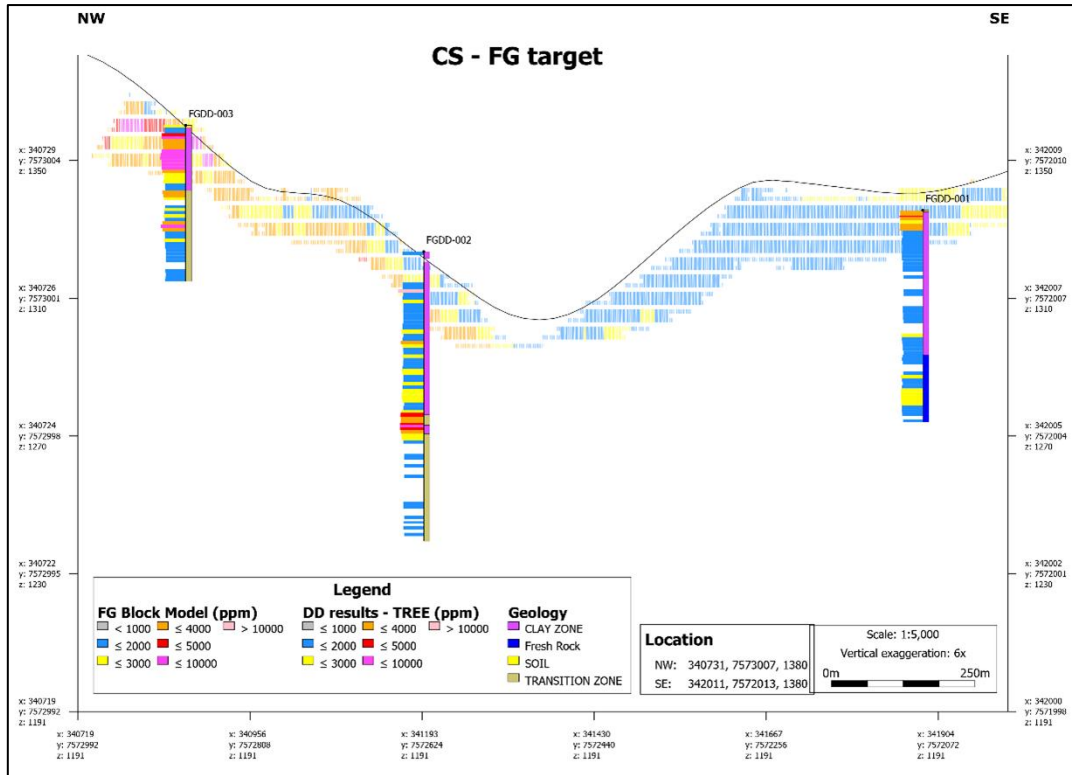 NW
SE
CS - FG target
FGDD-003
FGDD-002
FGDD-001
x: 340729
y: 7573004
z: 1350
x: 340726
y: 7573001
z: 1310
x: 340724
y: 7572998
z: 1270
x: 340722
y: 7572995
z: 1230
x: 340719
y: 7572992
z: 1191
x: 342009
y: 7572010
z: 1350
x: 342007
y: 7572007
z: 1310
x: 342005
y: 7572004
z: 1270
x: 342002
y: 7572001
z: 1230
x: 342000
y: 7571998
z: 1191
Legend
FG Block Model (ppm)
< 1000
≤ 2000
≤ 3000
≤ 4000
≤ 5000
≤ 10000
> 10000
DD results - TREE (ppm)
≤ 1000
≤ 2000
≤ 3000
≤ 4000
≤ 5000
≤ 10000
> 10000
Geology
CLAY ZONE
Fresh Rock
SOIL
TRANSITION ZONE
Location
NW: 340731, 7573007, 1380
SE: 342011, 7572013, 1380
Scale: 1:5,000
Vertical exaggeration: 6x
0m 250m
x: 340719
y: 7572992
z: 1191
x: 340956
y: 7572808
z: 1191
x: 341193
y: 7572624
z: 1191
x: 341430
y: 7572440
z: 1191
x: 341667
y: 7572256
z: 1191
x: 341904
y: 7572072
z: 1191